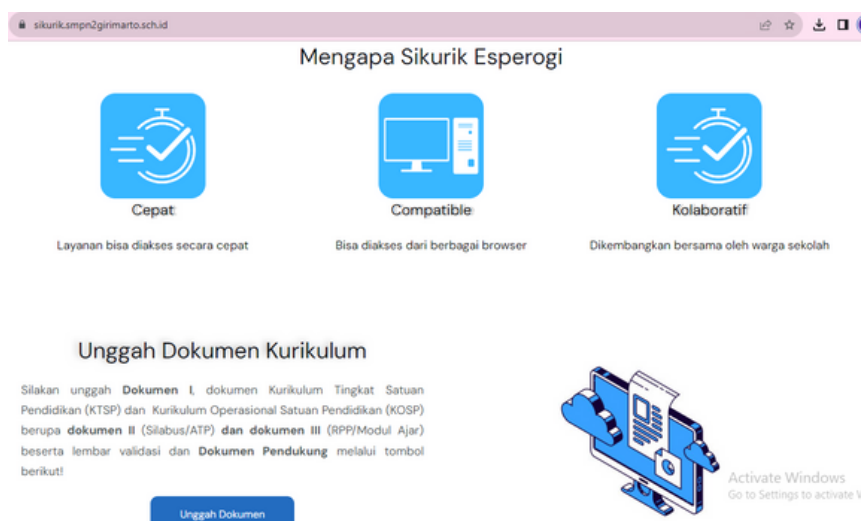 sikurik.smpn2girimarto.sch.id
Mengapa Sikurik Esperogi
Cepat
Compatible
Kolaboratif
Layanan bisa diakses secara cepat
Bisa diakses dari berbagai browser
Dikembangkan bersama oleh warga sekolah
Unggah Dokumen Kurikulum
Silakan unggah Dokumen I, dokumen Kurikulum Tingkat Satuan
Pendidikan (KTSP) dan Kurikulum Operasional Satuan Pendidikan (KOSP)
berupa dokumen II (Silabus/ATP) dan dokumen III (RPP/Modul Ajar)
beserta lembar validasi dan Dokumen Pendukung melalui tombol
berikut!
Activate Windows
Go to Settings to activate W
Unggah Dokumen